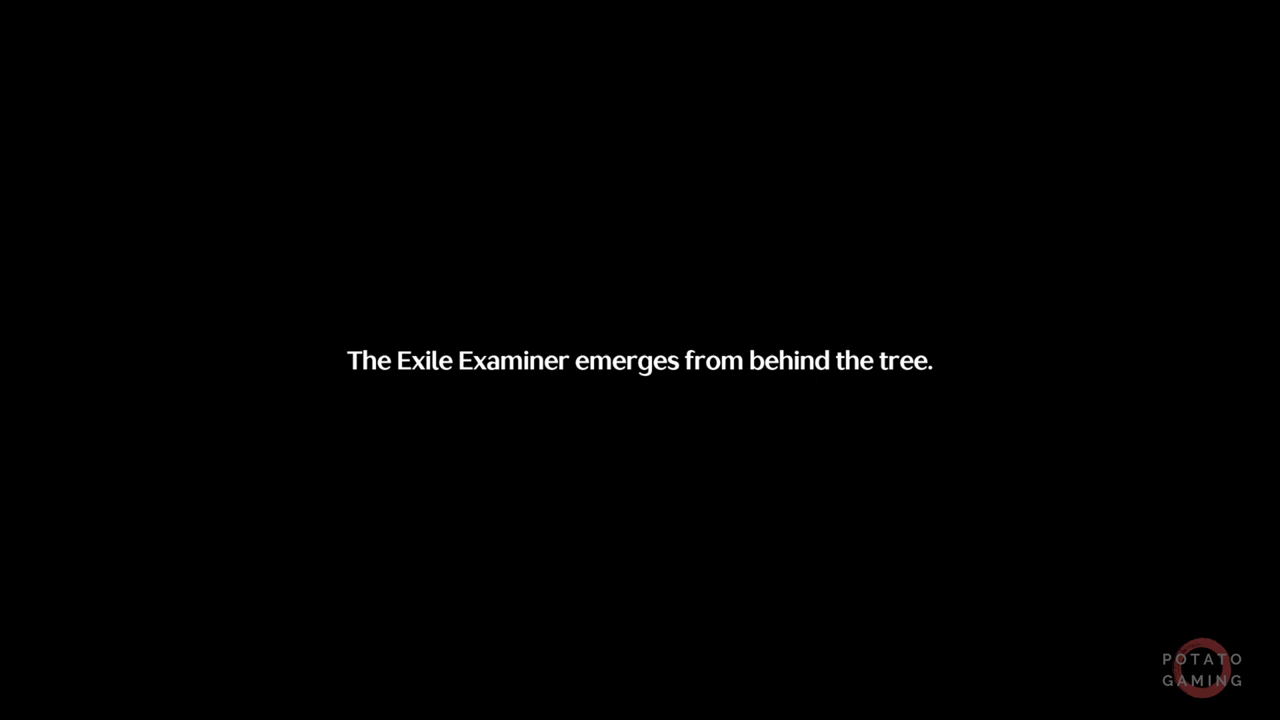 The Exile Examiner emerges from behind the tree.
POTATO
GAMING